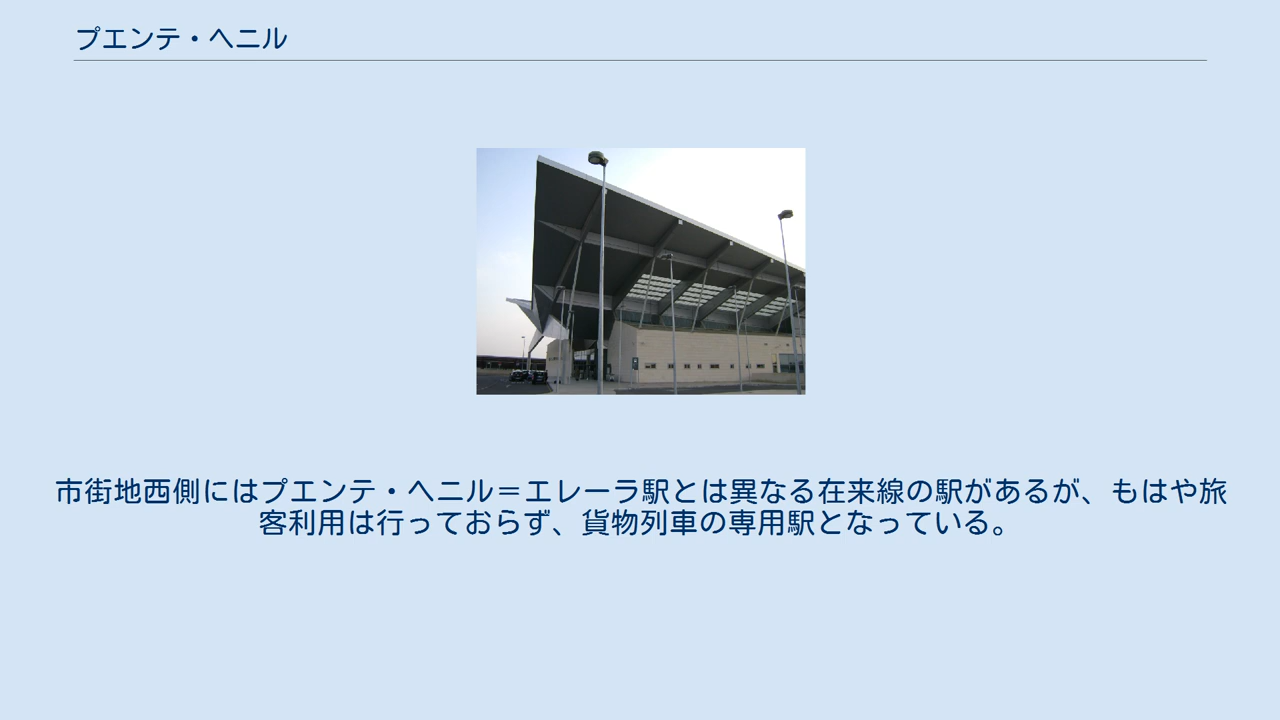 プエンテ・ヘニル
市街地西側にはプエンテ・ヘニル＝エレーラ駅とは異なる在来線の駅があるが、もはや旅
客利用は行っておらず、貨物列車の専用駅となっている。